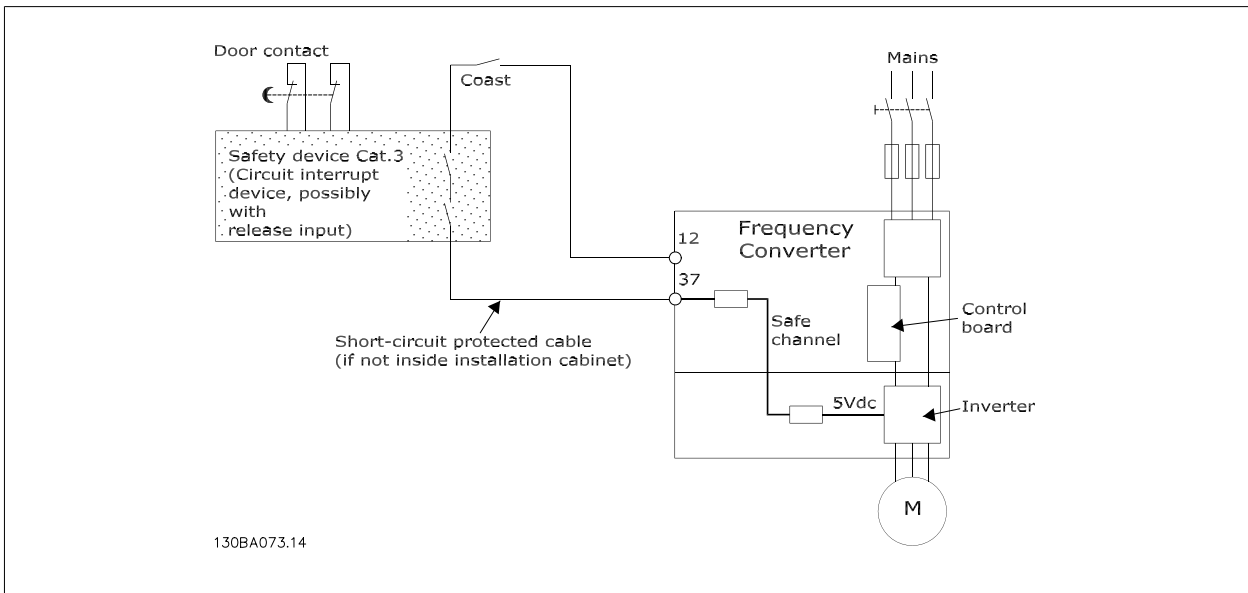 Door contact
Coast
Mains
Safety device Cat.3
(Circuit interrupt
device, possibly
with
release input)
Frequency
Converter
12
37
Safe
channel
Control
board
Short-circuit protected cable
(if not inside installation cabinet)
5Vdc
Inverter
M
130BA073.14